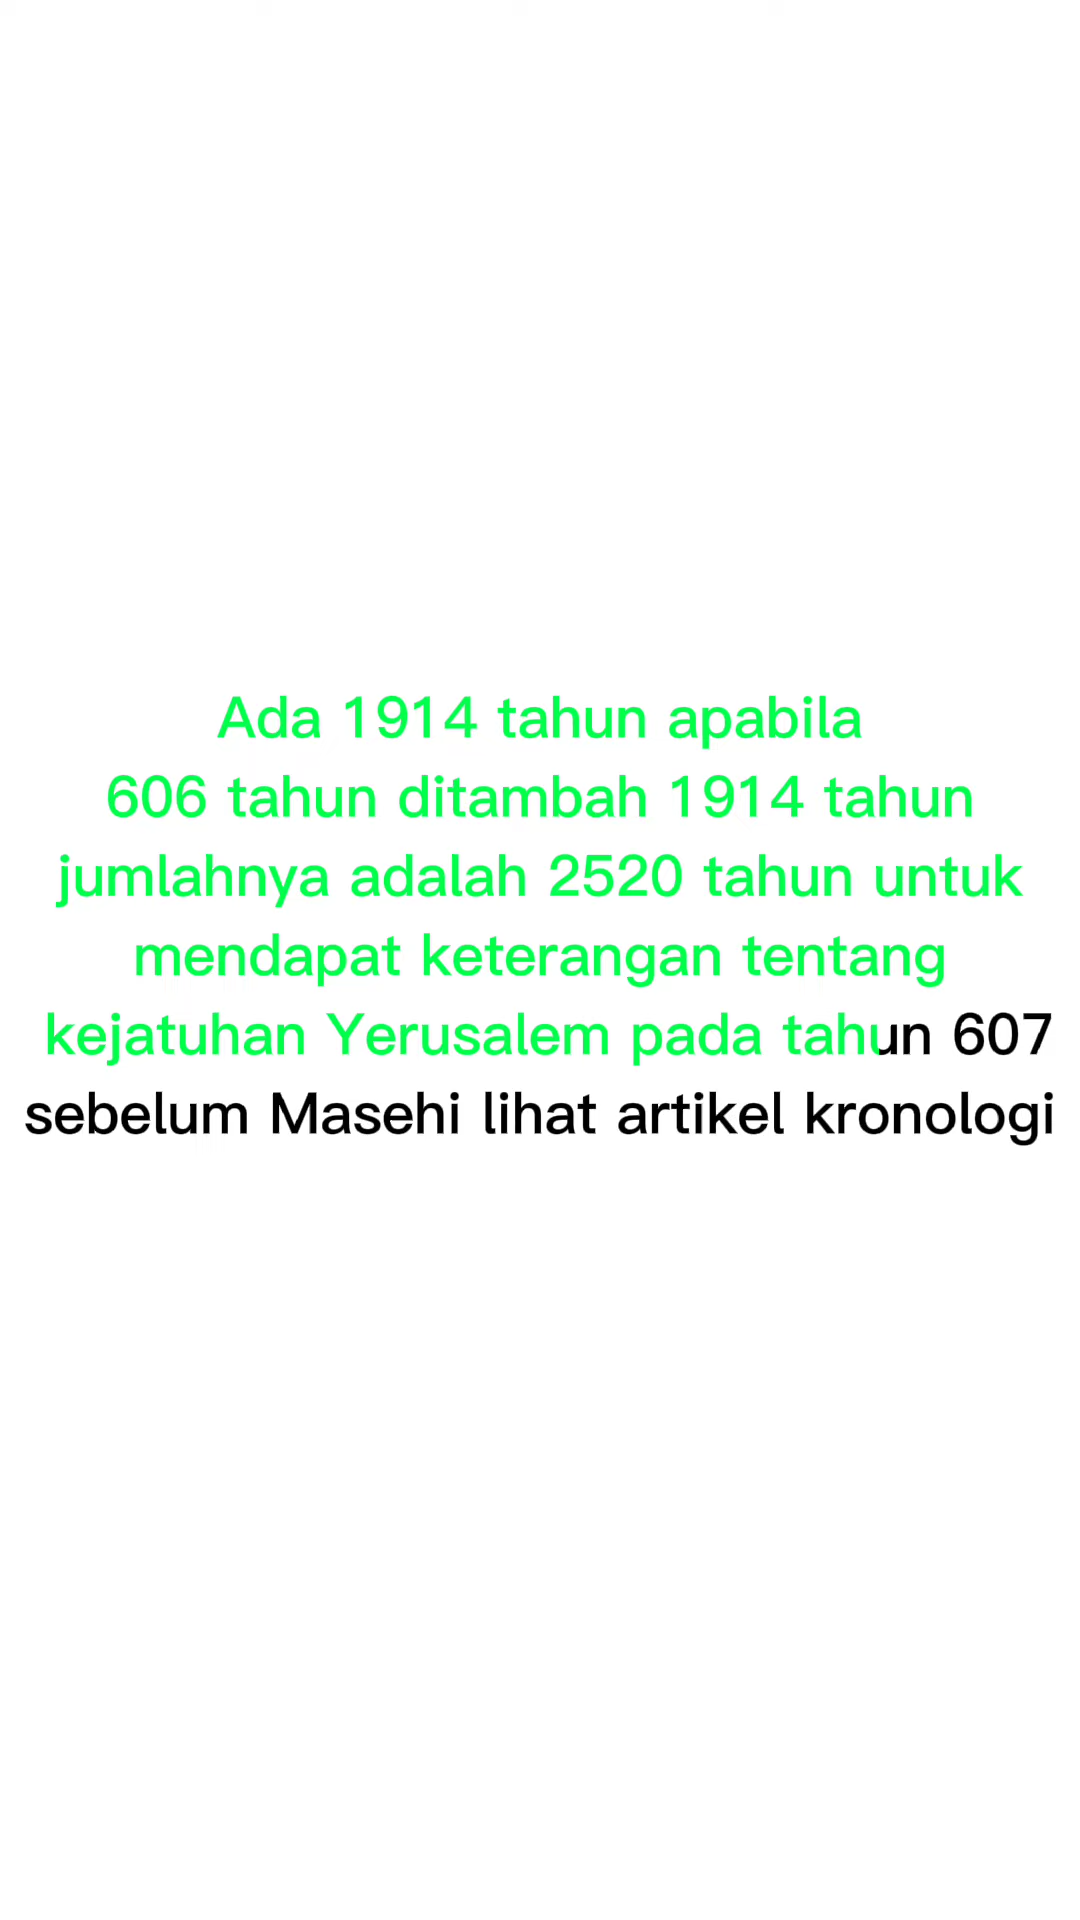 Ada 1914 tahun apabila
606 tahun ditambah 1914 tahun
jumlahnya adalah 2520 tahun untuk
mendapat keterangan tentang
kejatuhan Yerusalem pada tahun 607
sebelum Masehi lihat artikel kronologi